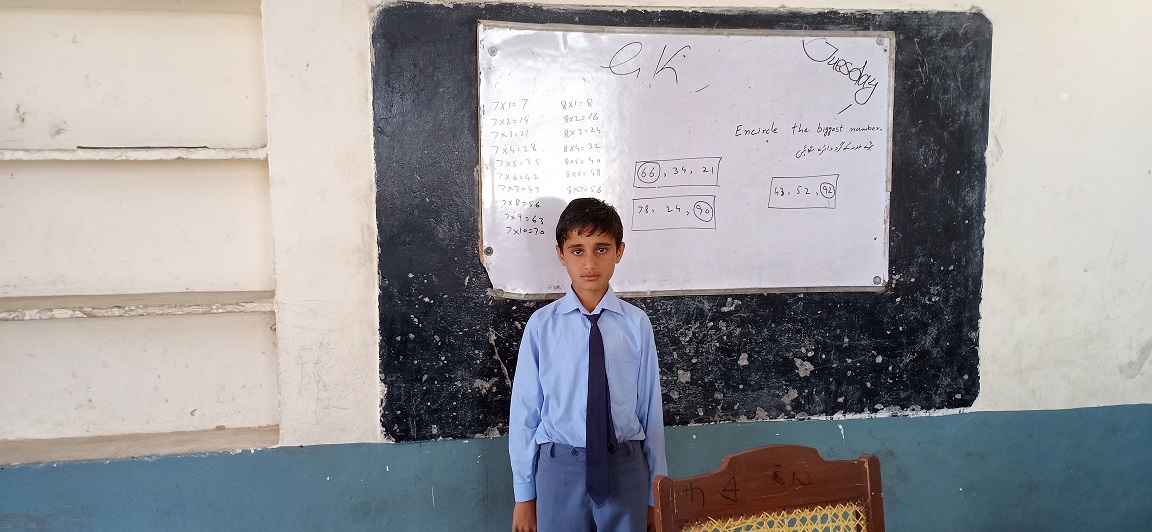 GK
Tuesday
7x1=7
7x2=14
7x3=21
7x4=28
7x5=35
7x6=42
7x7=49
7x8=56
7x9=63
7x10=70
8x1=8
8x2=16
8x3=24
8x4=32
8x5=40
8x6=48
8x7=56
Encircle the biggest number.
66, 34, 21
78, 24, 90
43, 52, 92